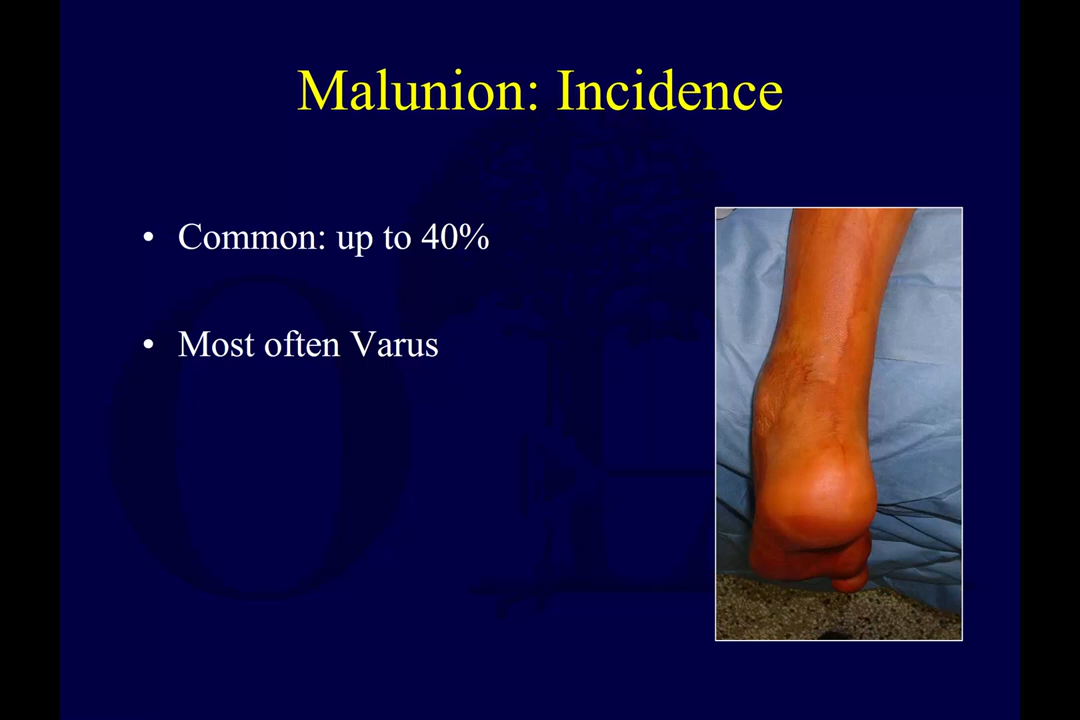 Malunion: Incidence
• Common: up to 40%
• Most often Varus